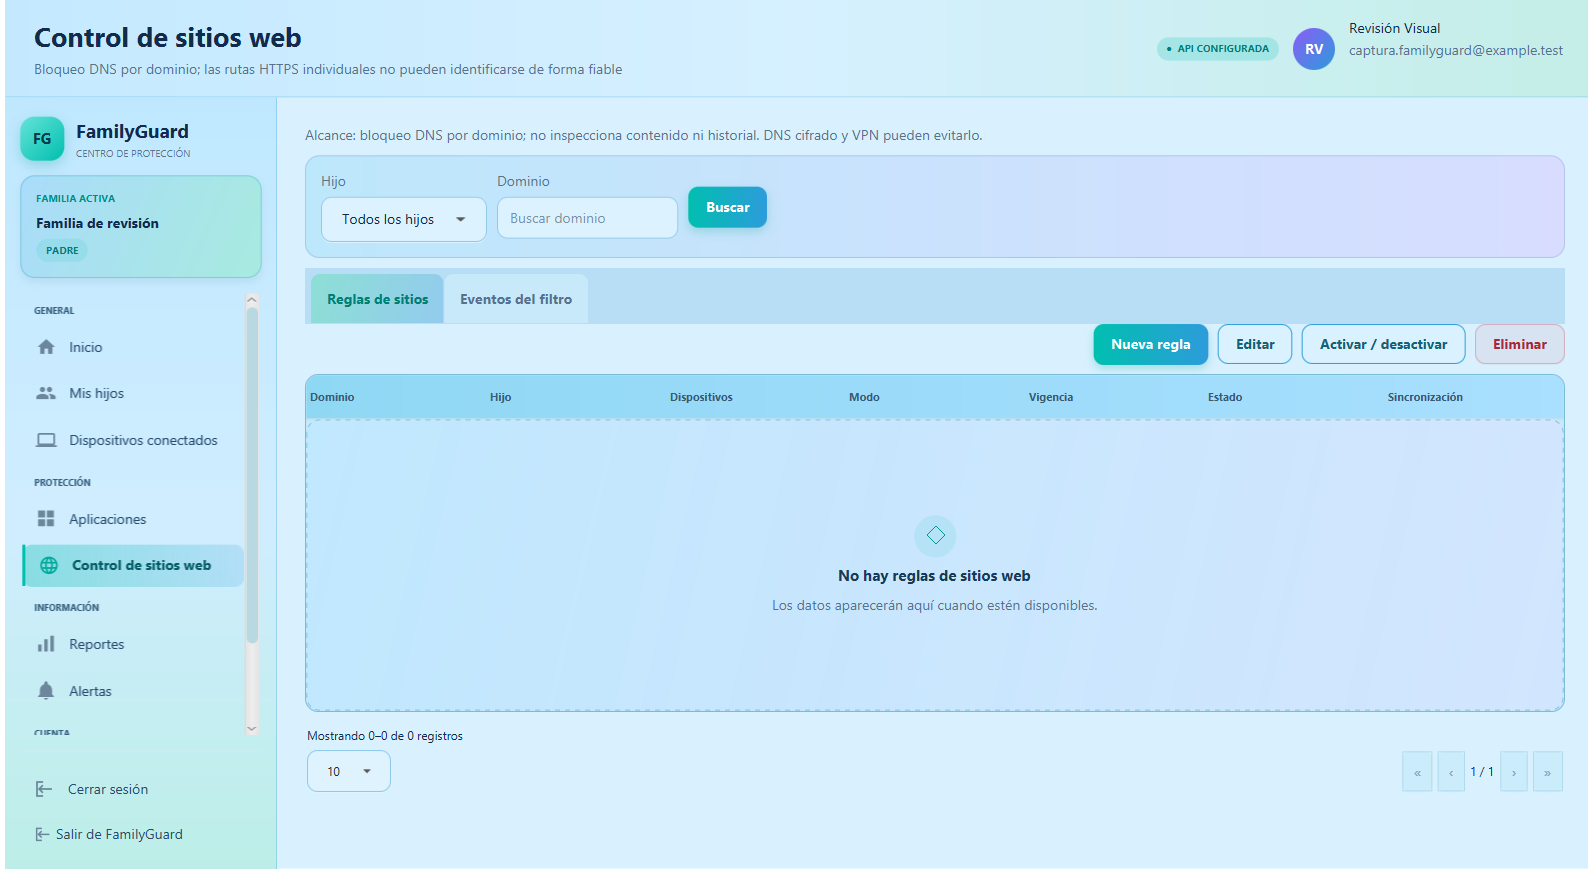 Control de sitios web
Bloqueo DNS por dominio; las rutas HTTPS individuales no pueden identificarse de forma fiable
• API CONFIGURADA
RV
Revisión Visual
captura.familyguard@example.test
FG
FamilyGuard
CENTRO DE PROTECCIÓN
FAMILIA ACTIVA
Familia de revisión
PADRE
GENERAL
Inicio
Mis hijos
Dispositivos conectados
PROTECCIÓN
Aplicaciones
Control de sitios web
INFORMACIÓN
Reportes
Alertas
CUENTA
Cerrar sesión
Salir de FamilyGuard
Alcance: bloqueo DNS por dominio; no inspecciona contenido ni historial. DNS cifrado y VPN pueden evitarlo.
Hijo
Dominio
Todos los hijos
Buscar dominio
Buscar
Reglas de sitios
Eventos del filtro
Nueva regla
Editar
Activar / desactivar
Eliminar
Dominio Hijo Dispositivos Modo Vigencia Estado Sincronización
No hay reglas de sitios web
Los datos aparecerán aquí cuando estén disponibles.
Mostrando 0–0 de 0 registros
10
« ‹ 1 / 1 › »